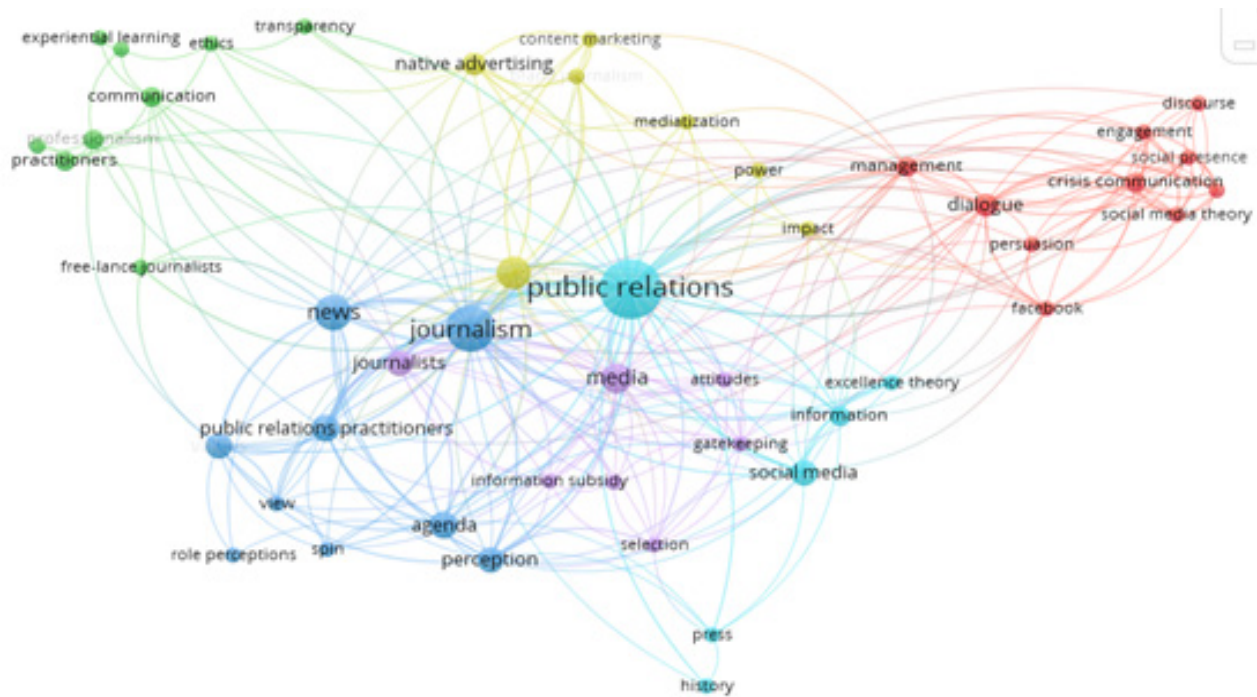 transparency
experiential learning
ethics
content marketing
native advertising
communication
discourse
mediatization
engagement
professionalism
practitioners
social presence
management
power
crisis communication
dialogue
social media theory
impact
persuasion
free-lance journalists
public relations
facebook
news
journalism
journalists
media
attitudes
excellence theory
information
public relations practitioners
gatekeeping
social media
information subsidy
view
agenda
selection
spin
role perceptions
perception
press
history